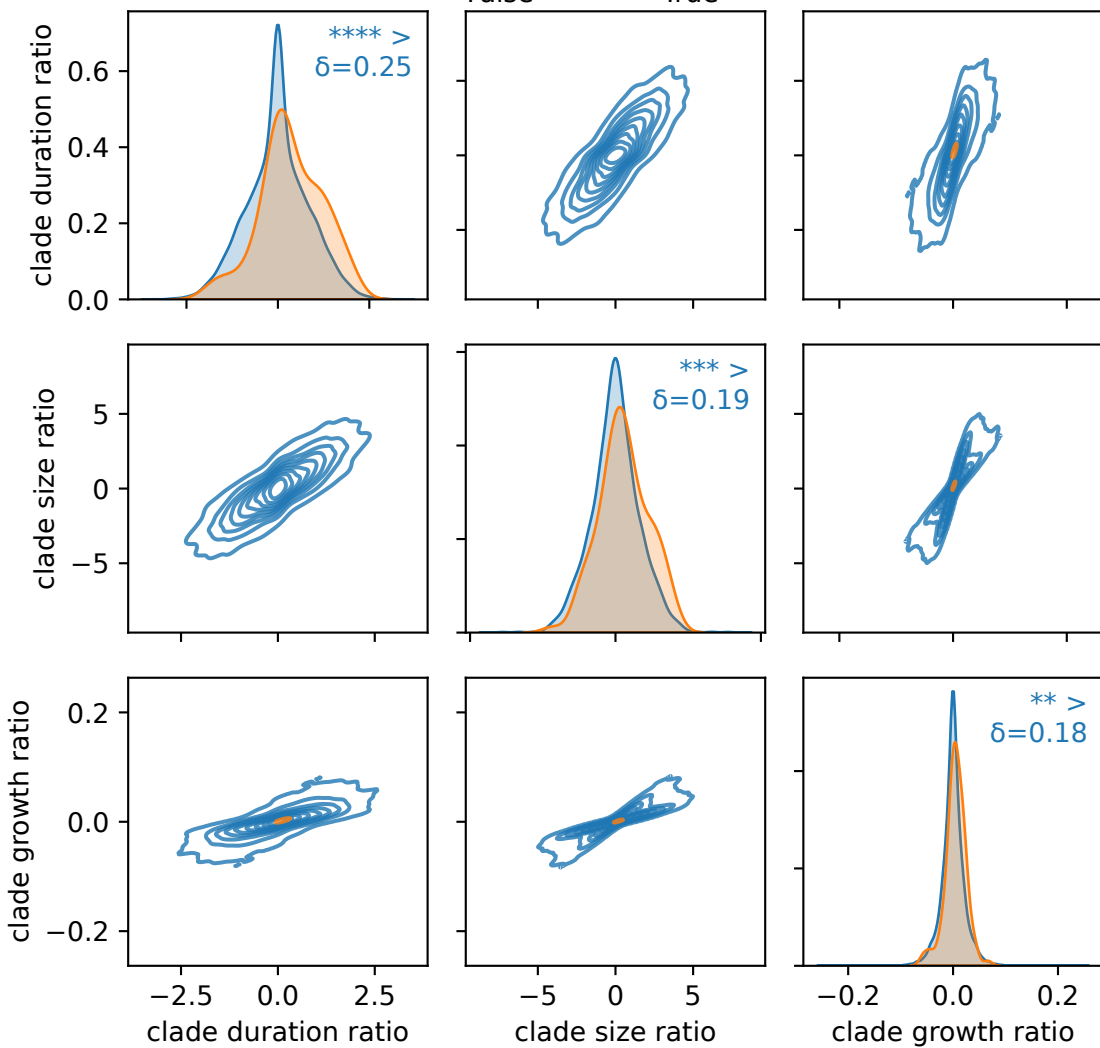 **** >
δ=0.25
clade duration ratio
0.6
0.4
0.2
0.0
*** >
δ=0.19
clade size ratio
5
0
−5
** >
δ=0.18
clade growth ratio
0.2
0.0
−0.2
−2.5 0.0 2.5
−5 0 5
−0.2 0.0 0.2
clade duration ratio
clade size ratio
clade growth ratio